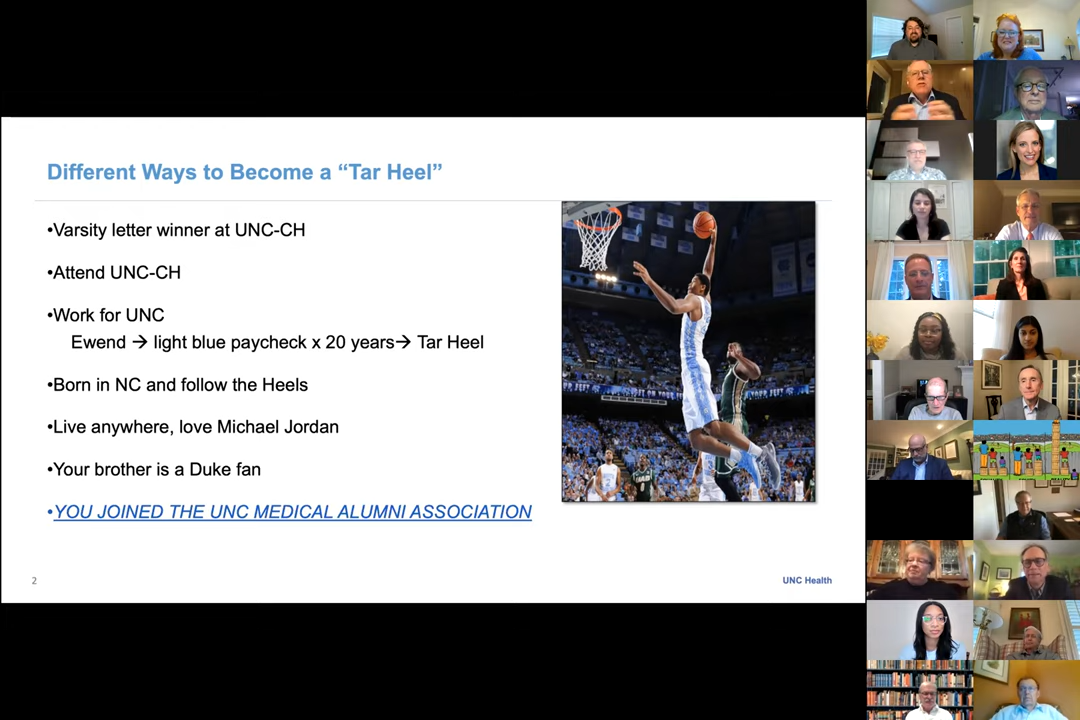 Different Ways to Become a “Tar Heel”
•Varsity letter winner at UNC-CH
•Attend UNC-CH
•Work for UNC
Ewend → light blue paycheck x 20 years→ Tar Heel
•Born in NC and follow the Heels
•Live anywhere, love Michael Jordan
•Your brother is a Duke fan
•YOU JOINED THE UNC MEDICAL ALUMNI ASSOCIATION
2
UNC Health